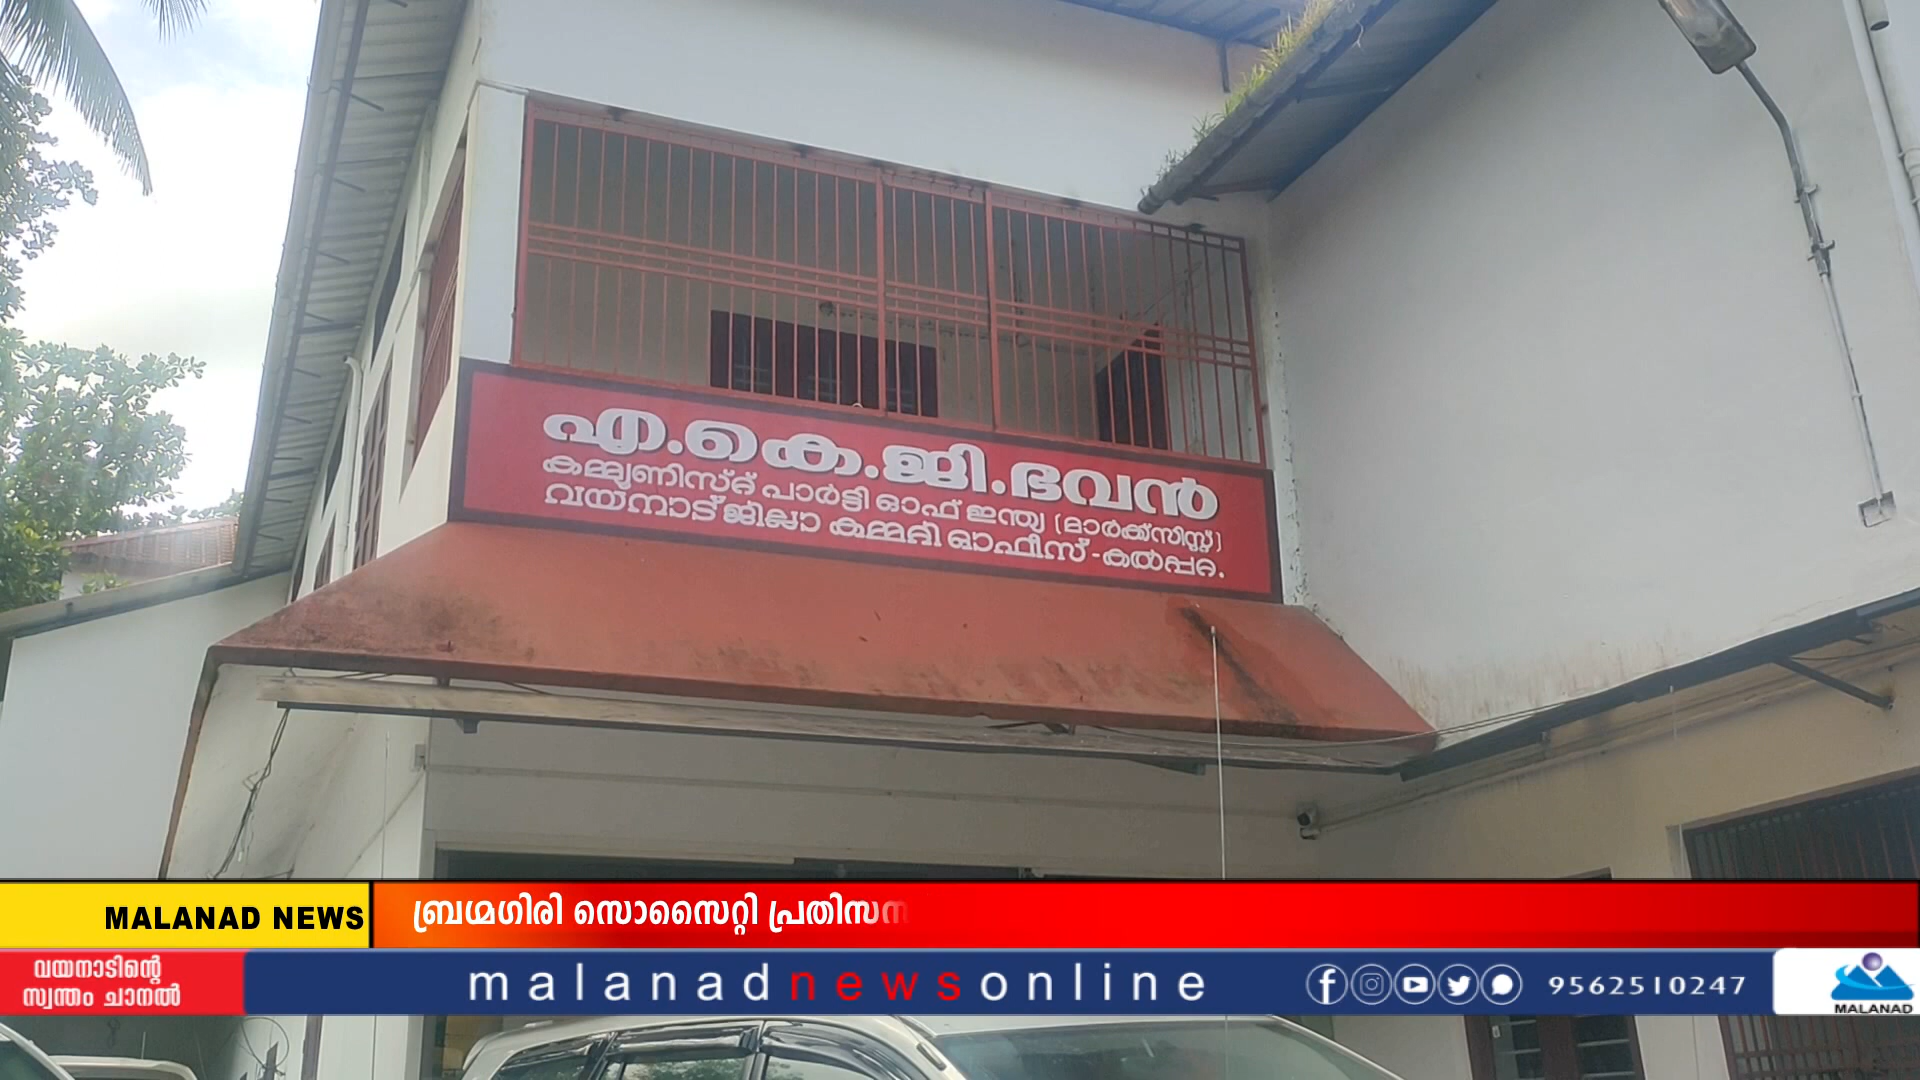 എ.കെ.ജി.ഭവൻ
കമ്മ്യൂണിസ്റ്റ് പാർട്ടി ഓഫ് ഇന്ത്യ (മാർക്ക്സിസ്റ്റ്)
വയനാട് ജില്ലാ കമ്മറ്റി ഓഫീസ് - കൽപ്പറ്റ.
MALANAD NEWS
ബ്രഹ്മഗിരി സൊസൈറ്റി
വയനാടിന്റെ
സ്വന്തം ചാനൽ
malanadnewsonline
9562510247
MALANAD